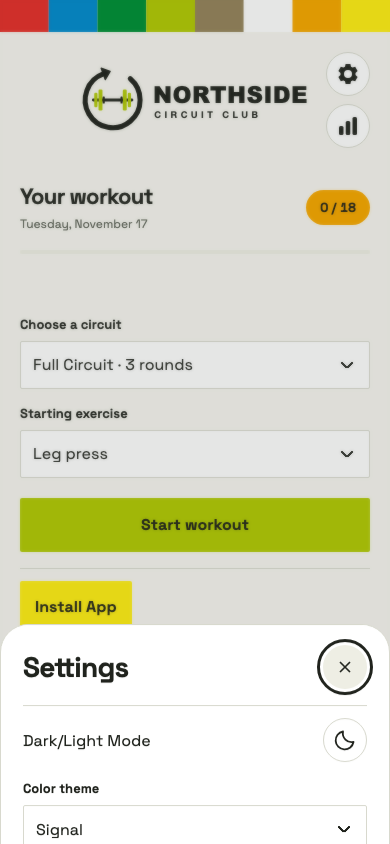 NORTHSIDE
CIRCUIT CLUB
Your workout
0 / 18
Tuesday, November 17
Choose a circuit
Full Circuit · 3 rounds
Starting exercise
Leg press
Start workout
Install App
Settings
Dark/Light Mode
Color theme
Signal